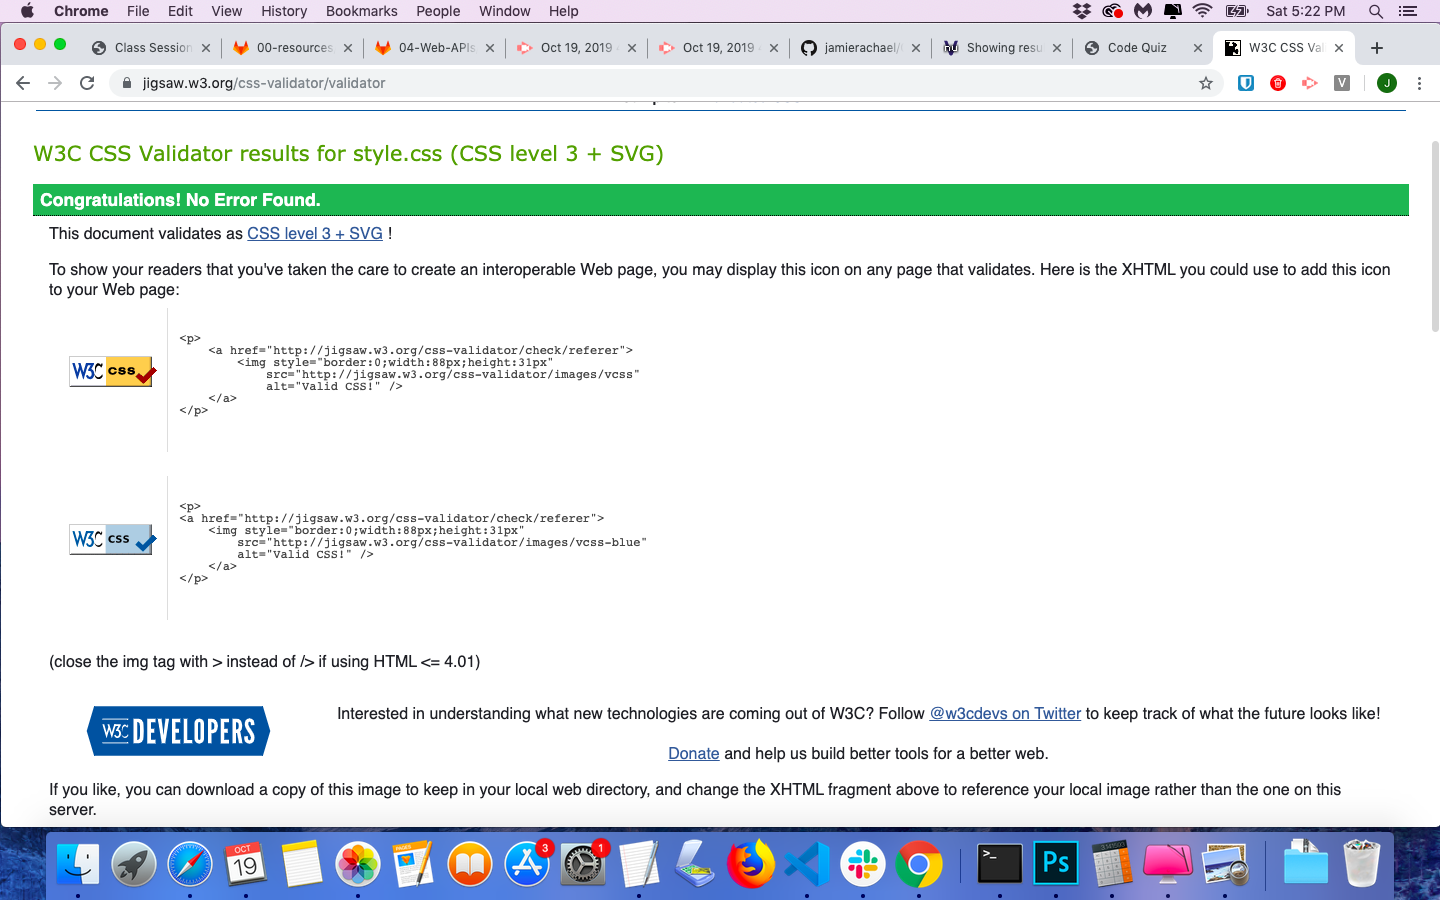 Chrome File Edit View History Bookmarks People Window Help Sat 5:22 PM
Class Session 00-resources 04-Web-APIs Oct 19, 2019 Oct 19, 2019 jamierachael/ Showing resu Code Quiz W3C CSS Val
jigsaw.w3.org/css-validator/validator V J
W3C CSS Validator results for style.css (CSS level 3 + SVG)
Congratulations! No Error Found.
This document validates as CSS level 3 + SVG !
To show your readers that you've taken the care to create an interoperable Web page, you may display this icon on any page that validates. Here is the XHTML you could use to add this icon
to your Web page:
W3C css
<p>
<a href="http://jigsaw.w3.org/css-validator/check/referer">
<img style="border:0;width:88px;height:31px"
src="http://jigsaw.w3.org/css-validator/images/vcss"
alt="Valid CSS!" />
</a>
</p>
W3C css
<p>
<a href="http://jigsaw.w3.org/css-validator/check/referer">
<img style="border:0;width:88px;height:31px"
src="http://jigsaw.w3.org/css-validator/images/vcss-blue"
alt="Valid CSS!" />
</a>
</p>
(close the img tag with > instead of /> if using HTML <= 4.01)
W3C DEVELOPERS
Interested in understanding what new technologies are coming out of W3C? Follow @w3cdevs on Twitter to keep track of what the future looks like!
Donate and help us build better tools for a better web.
If you like, you can download a copy of this image to keep in your local web directory, and change the XHTML fragment above to reference your local image rather than the one on this
server.
OCT
19
PAGES
3
1
>_
Ps